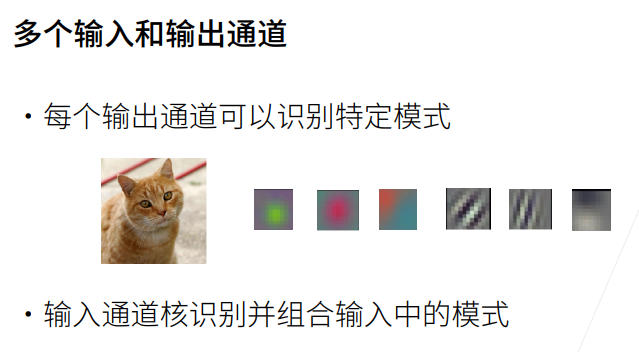 多个输入和输出通道
• 每个输出通道可以识别特定模式
• 输入通道核识别并组合输入中的模式